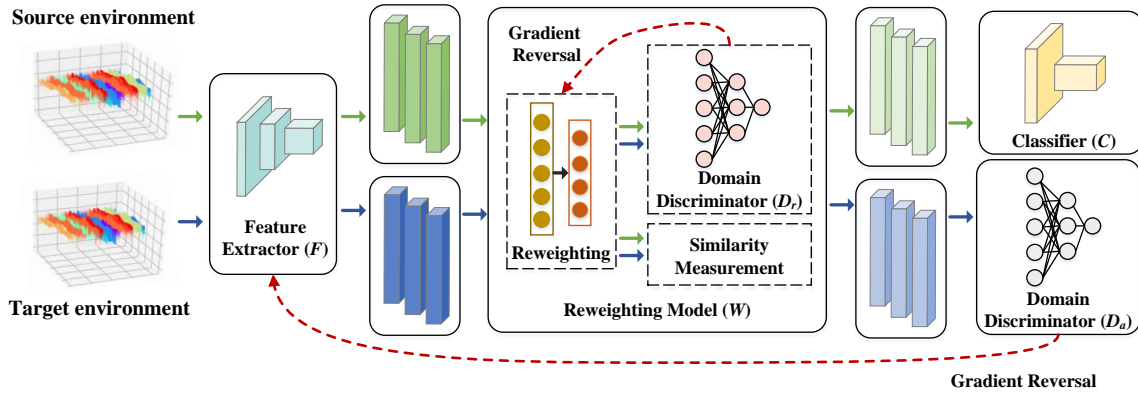 Source environment
Target environment
Feature
Extractor (F)
Gradient
Reversal
Reweighting
Domain
Discriminator (Dr)
Similarity
Measurement
Reweighting Model (W)
Classifier (C)
Domain
Discriminator (Da)
Gradient Reversal